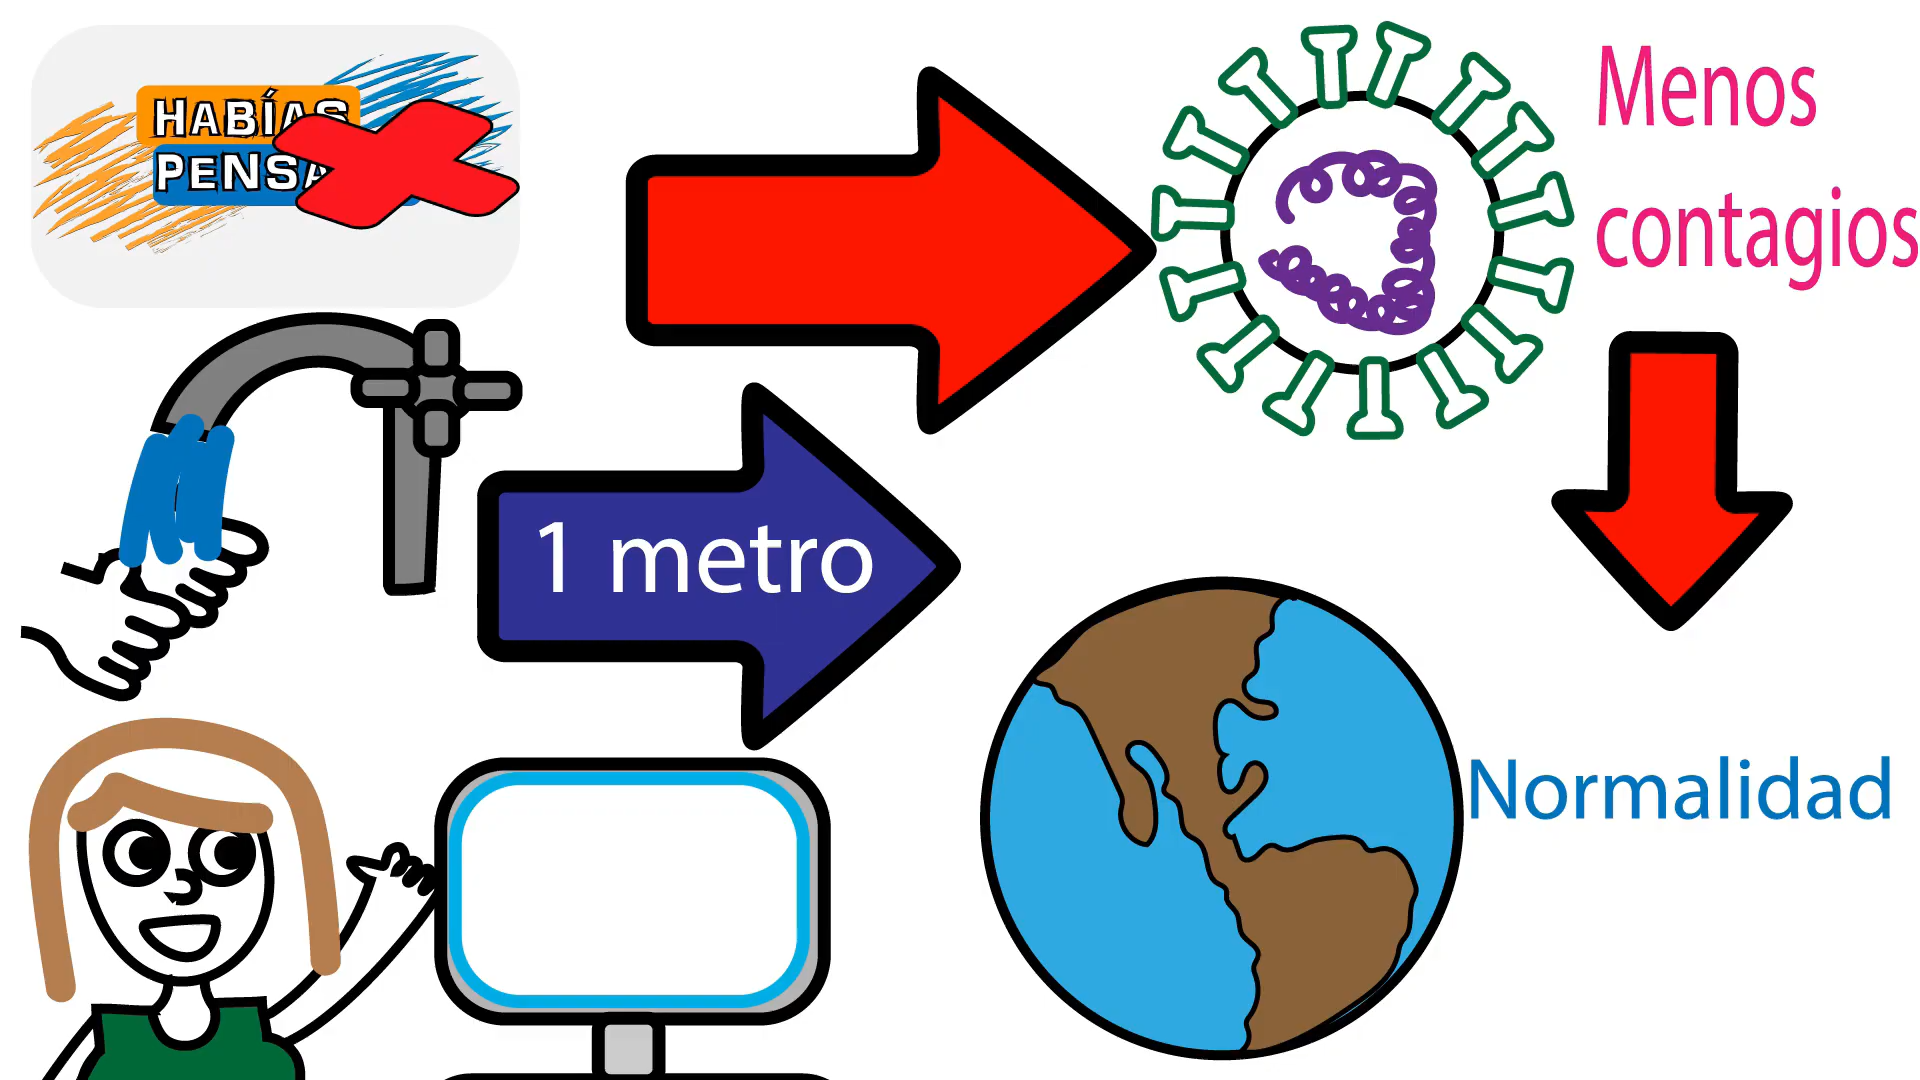 HABÍAS
PENSA
Menos
contagios
1 metro
Normalidad